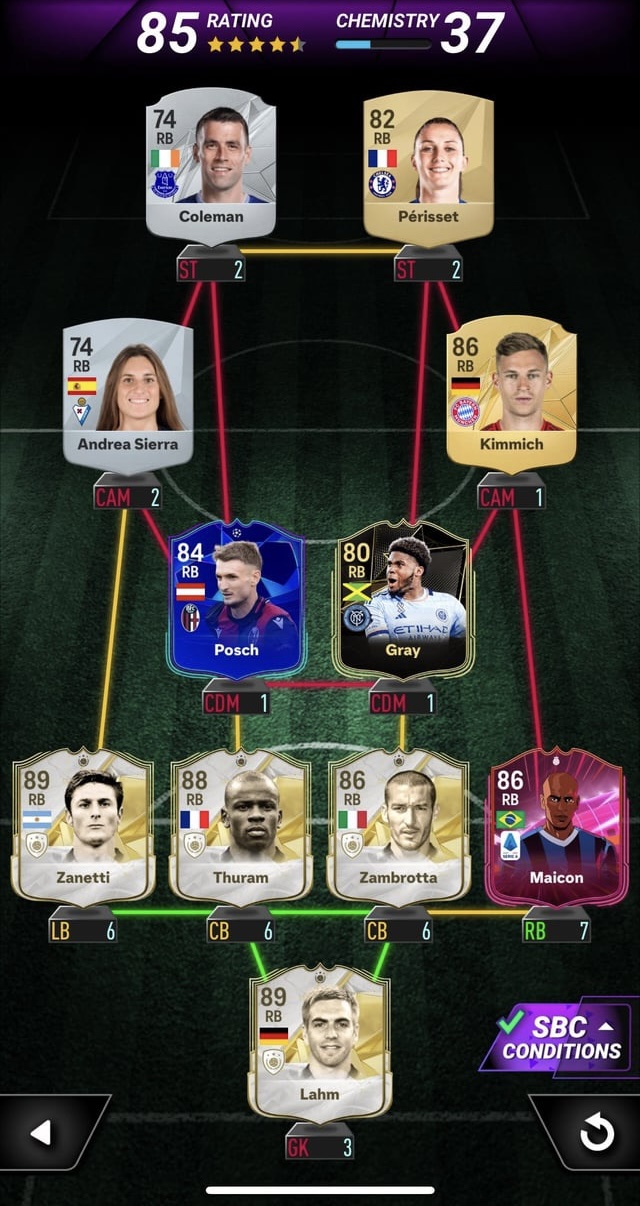 85 RATING CHEMISTRY 37
74
RB
Coleman
ST 2
82
RB
Périsset
ST 2
74
RB
Andrea Sierra
CAM 2
86
RB
Kimmich
CAM 1
84
RB
Posch
CDM 1
80
RB
ETIHAD
AIRWAYS
Gray
CDM 1
89
RB
Zanetti
LB 6
88
RB
Thuram
CB 6
86
RB
Zambrotta
CB 6
86
RB
SERIE A
Maicon
RB 7
89
RB
Lahm
GK 3
SBC
CONDITIONS